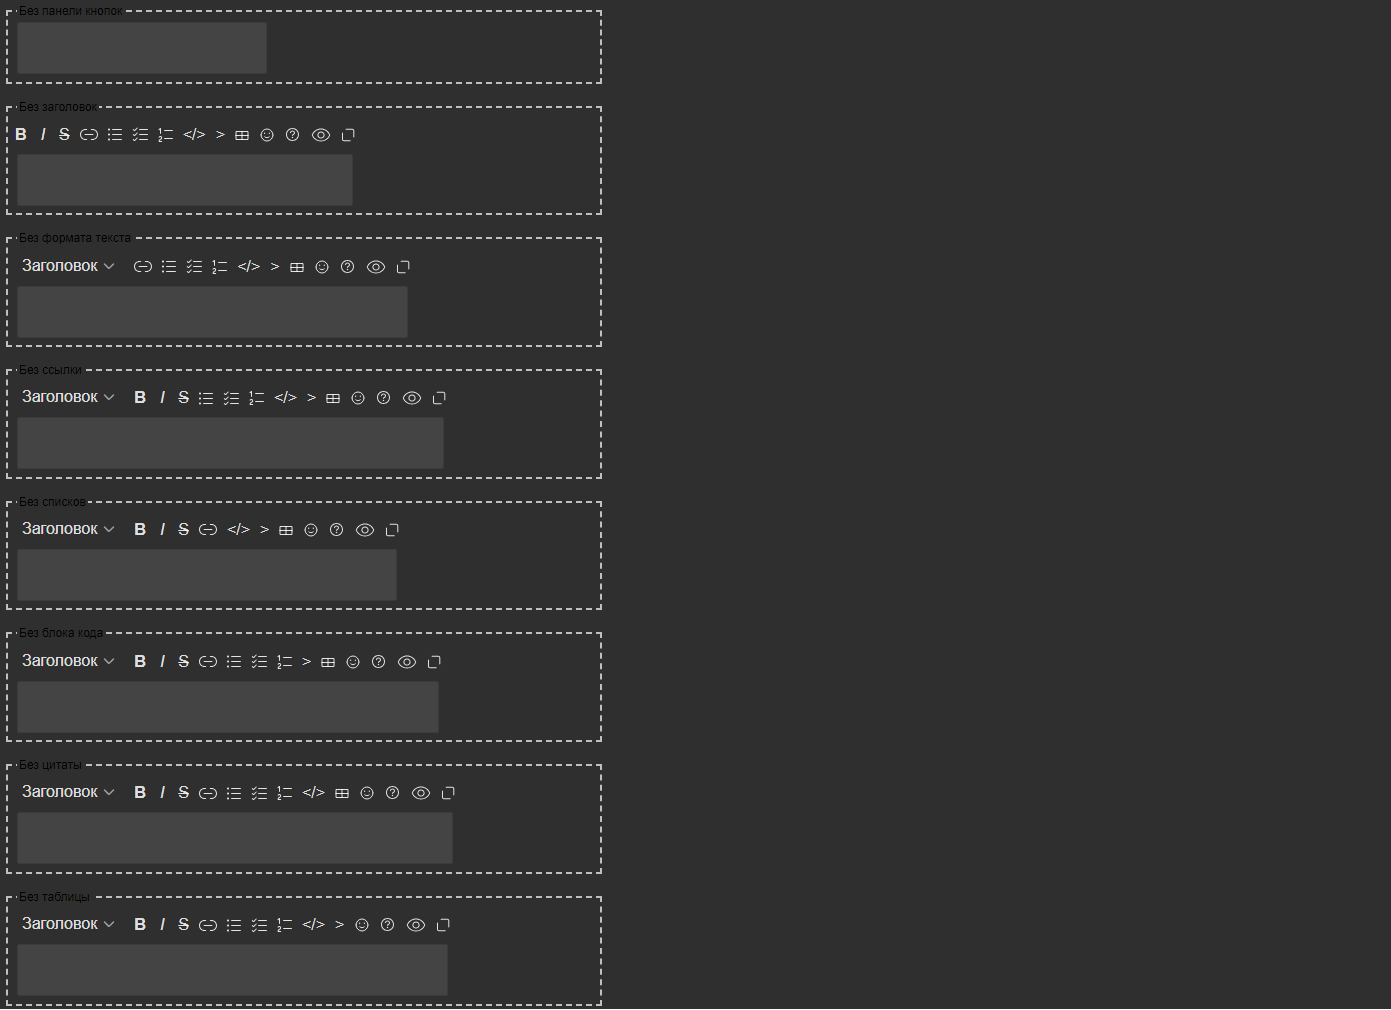 Без панели кнопок
Без заголовок
B I S </> >
Без формата текста
Заголовок </> >
Без ссылки
Заголовок B I S </> >
Без списков
Заголовок B I S </> >
Без блока кода
Заголовок B I S >
Без цитаты
Заголовок B I S </>
Без таблицы
Заголовок B I S </> >